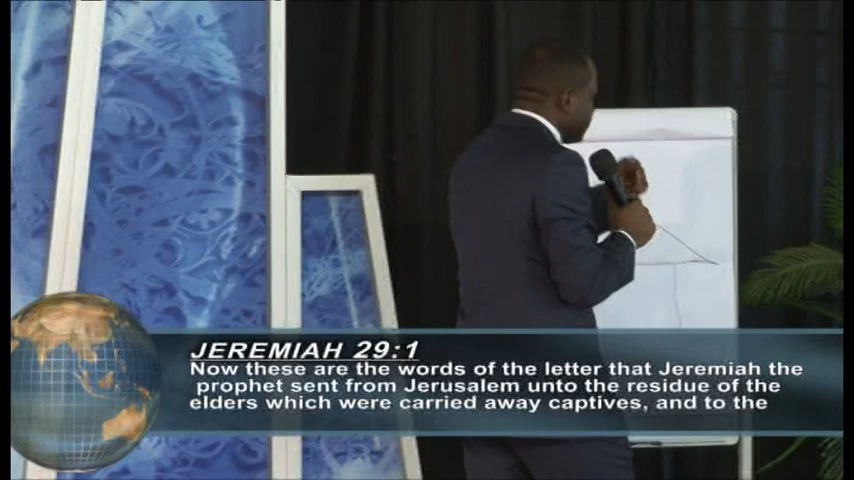 JEREMIAH 29:1
Now these are the words of the letter that Jeremiah the
prophet sent from Jerusalem unto the residue of the
elders which were carried away captives, and to the